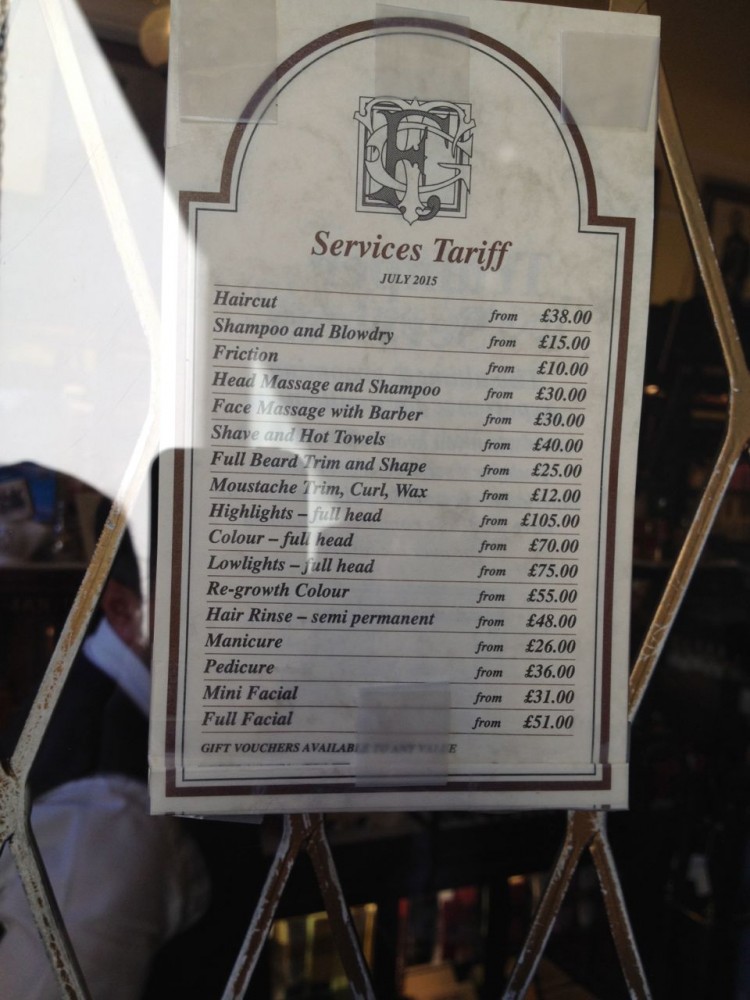 Services Tariff
JULY 2015
Haircut from £38.00
Shampoo and Blowdry from £15.00
Friction from £10.00
Head Massage and Shampoo from £30.00
Face Massage with Barber from £30.00
Shave and Hot Towels from £40.00
Full Beard Trim and Shape from £25.00
Moustache Trim, Curl, Wax from £12.00
Highlights – full head from £105.00
Colour – full head from £70.00
Lowlights – full head from £75.00
Re-growth Colour from £55.00
Hair Rinse – semi permanent from £48.00
Manicure from £26.00
Pedicure from £36.00
Mini Facial from £31.00
Full Facial from £51.00
GIFT VOUCHERS AVAILABLE TO ANY VALUE